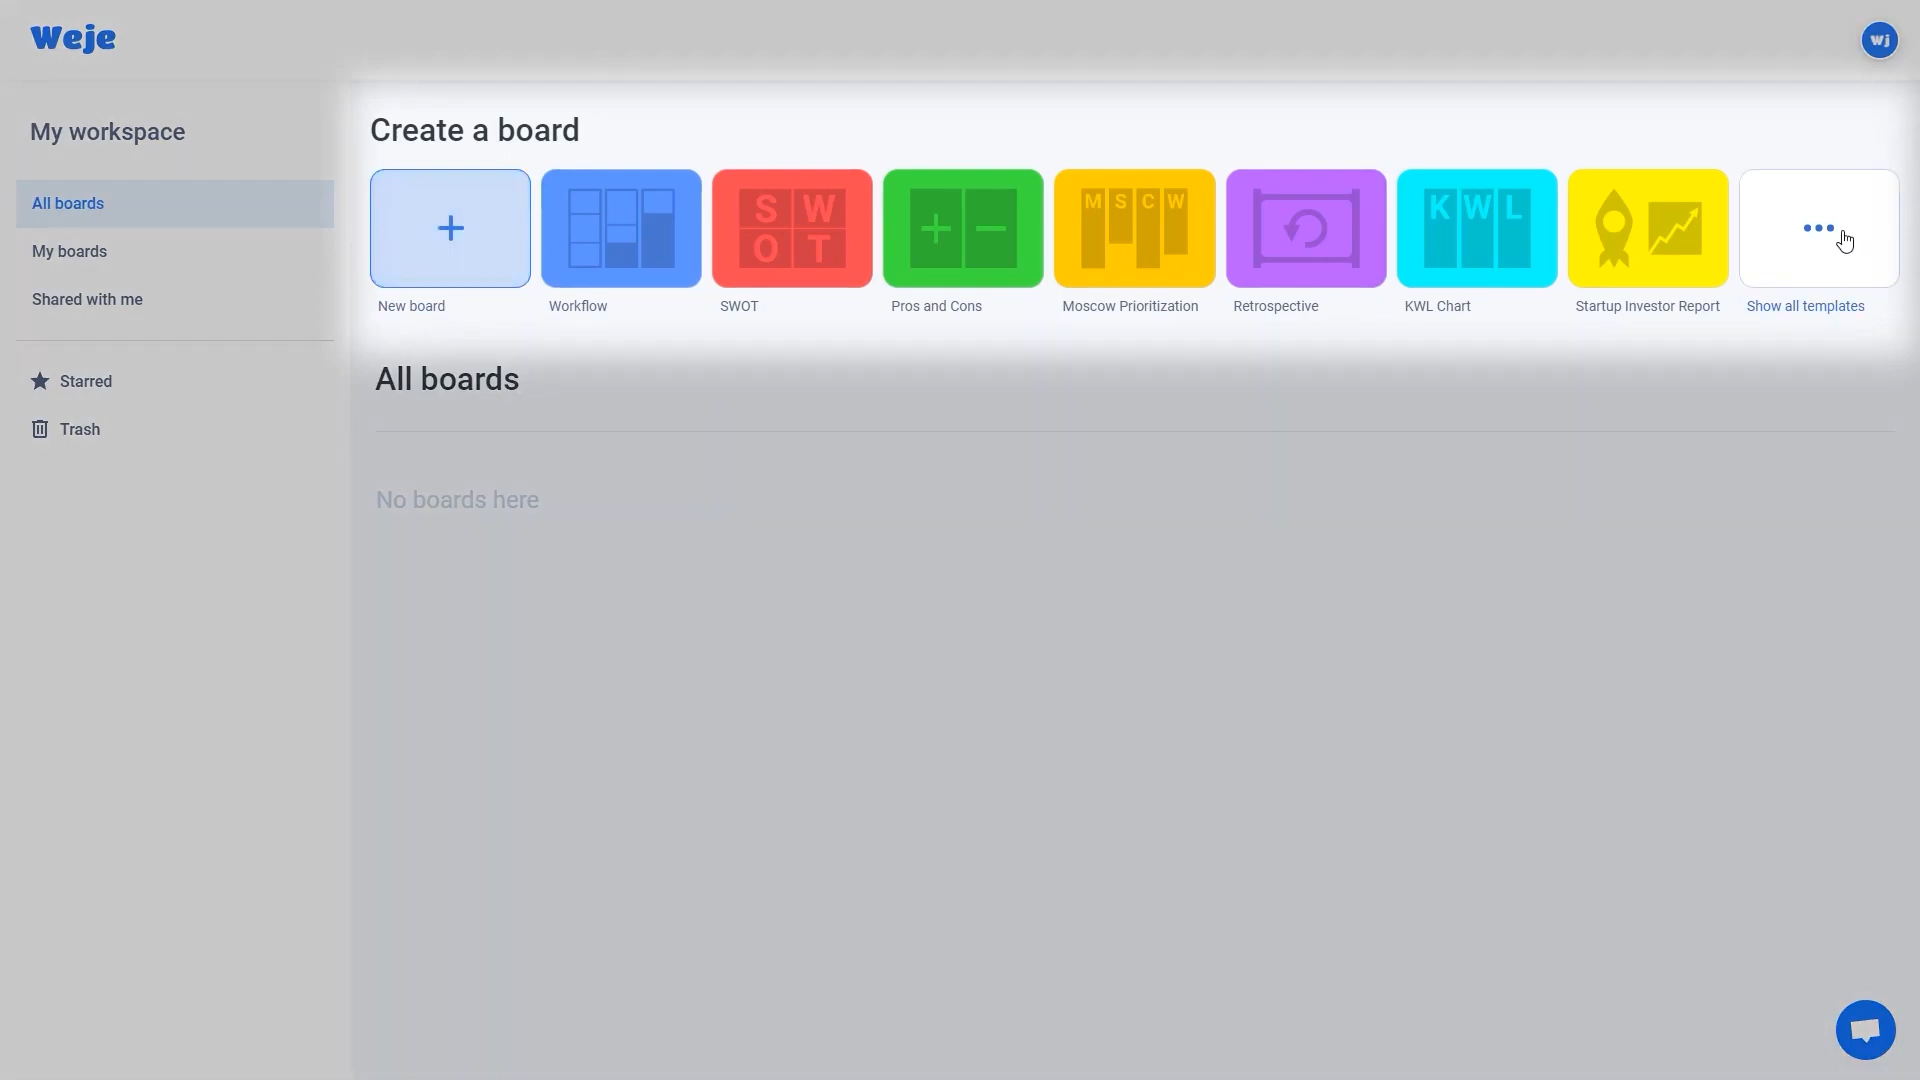 Weje
wj
My workspace
All boards
My boards
Shared with me
Starred
Trash
Create a board
S W
O T
M S C W
K W L
New board
Workflow
SWOT
Pros and Cons
Moscow Prioritization
Retrospective
KWL Chart
Startup Investor Report
Show all templates
All boards
No boards here